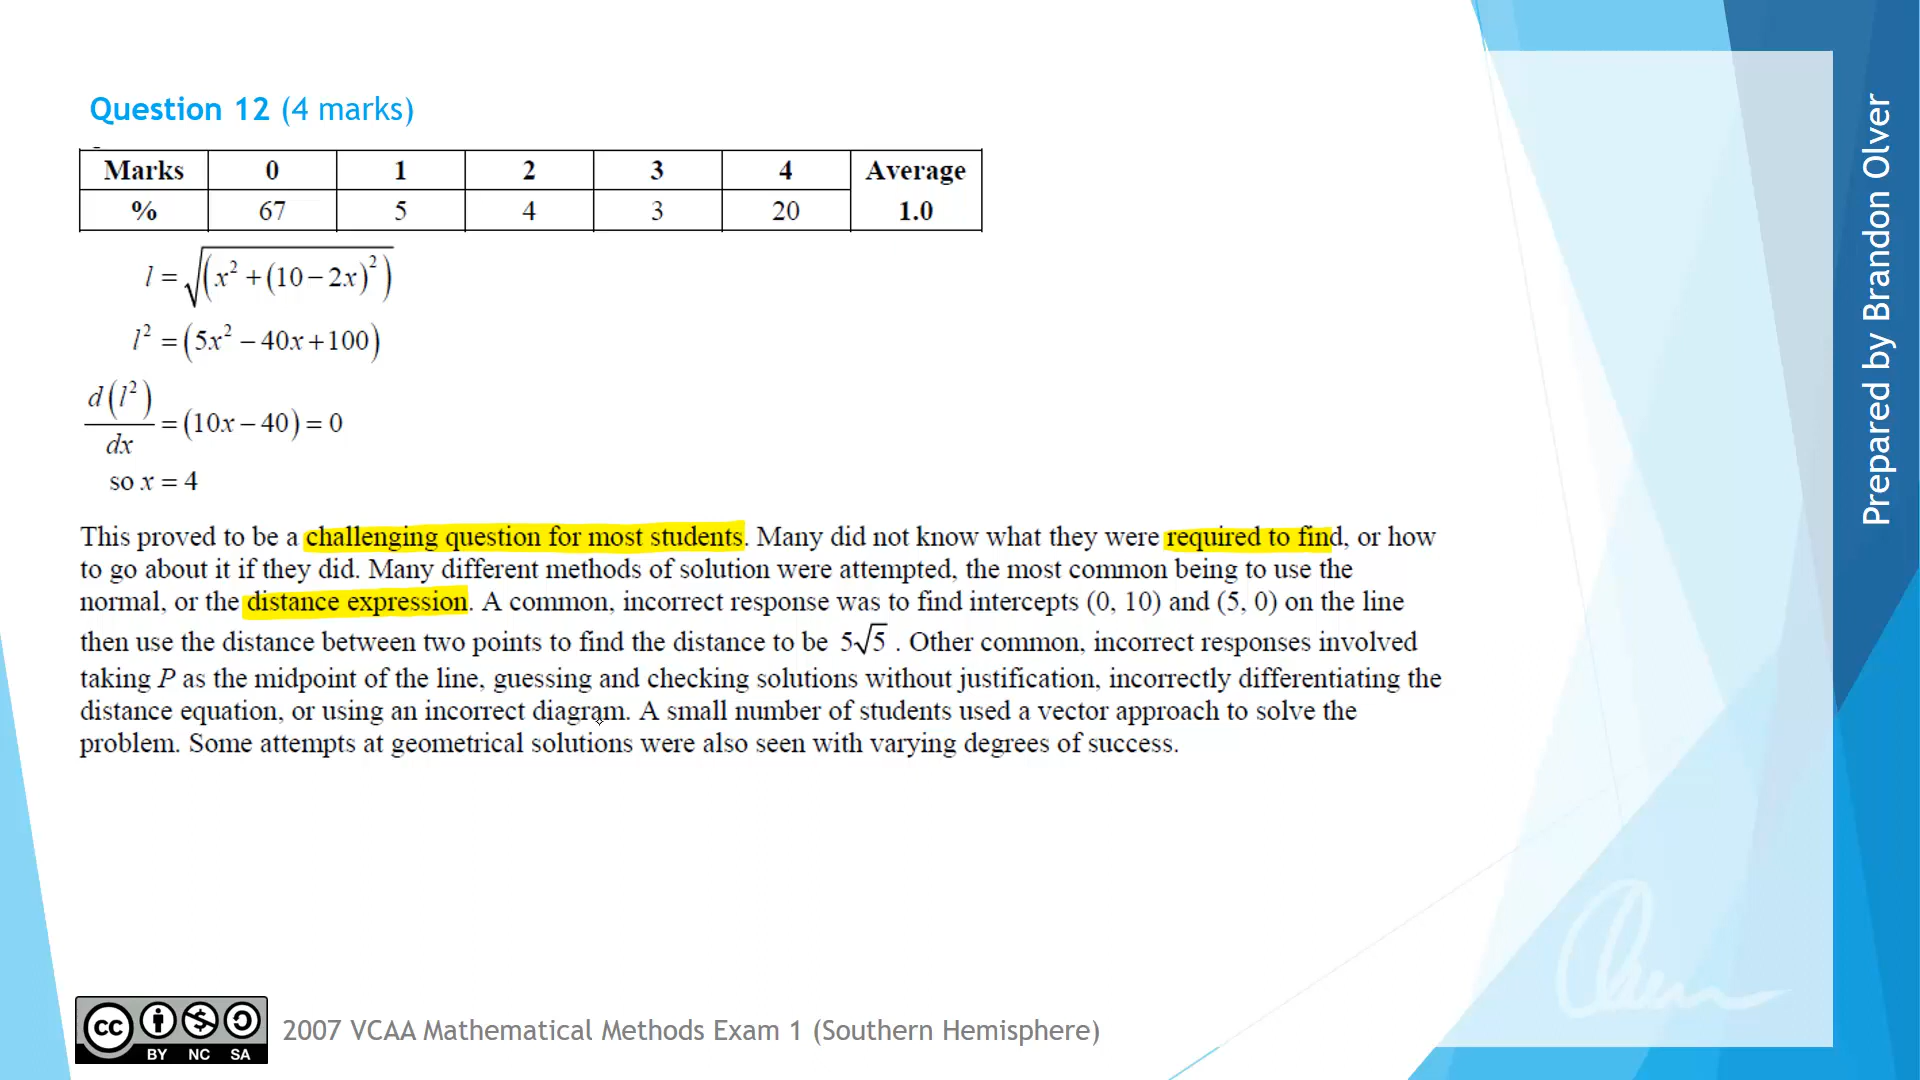 Question 12 (4 marks)
Marks 0 1 2 3 4 Average
% 67 5 4 3 20 1.0
l = √(x² + (10 − 2x)²)
l² = (5x² − 40x + 100)
d(l²)/dx = (10x − 40) = 0
so x = 4
This proved to be a challenging question for most students. Many did not know what they were required to find, or how
to go about it if they did. Many different methods of solution were attempted, the most common being to use the
normal, or the distance expression. A common, incorrect response was to find intercepts (0, 10) and (5, 0) on the line
then use the distance between two points to find the distance to be 5√5 . Other common, incorrect responses involved
taking P as the midpoint of the line, guessing and checking solutions without justification, incorrectly differentiating the
distance equation, or using an incorrect diagram. A small number of students used a vector approach to solve the
problem. Some attempts at geometrical solutions were also seen with varying degrees of success.
Prepared by Brandon Olver
cc
BY NC SA
2007 VCAA Mathematical Methods Exam 1 (Southern Hemisphere)